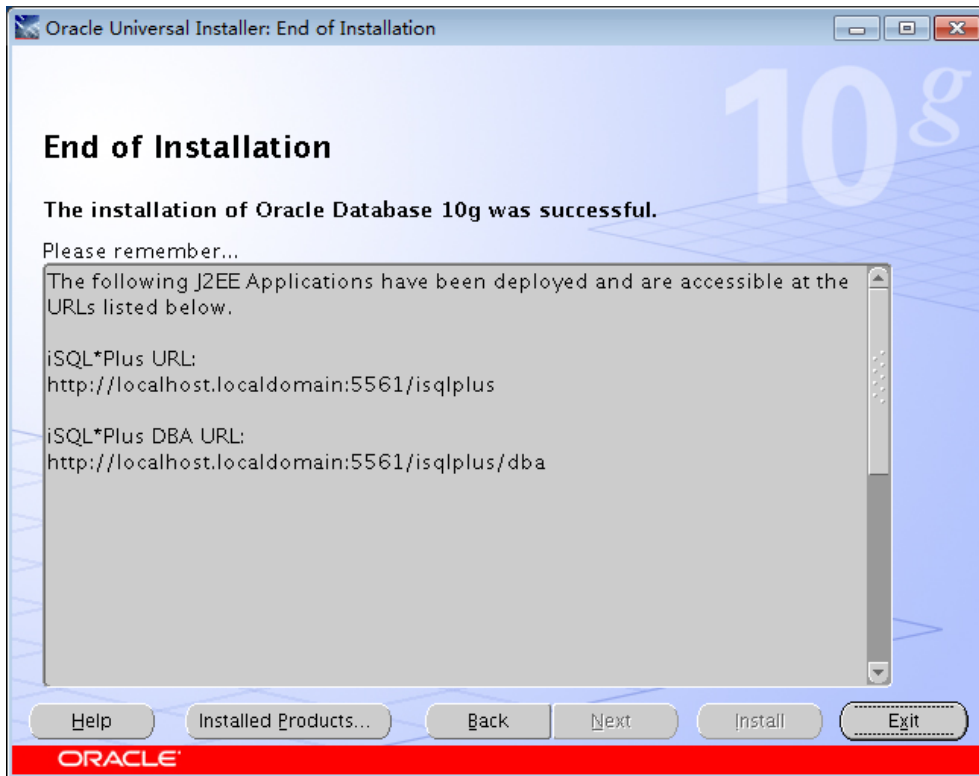 Oracle Universal Installer: End of Installation
10g
End of Installation
The installation of Oracle Database 10g was successful.
Please remember...
The following J2EE Applications have been deployed and are accessible at the
URLs listed below.
iSQL*Plus URL:
http://localhost.localdomain:5561/isqlplus
iSQL*Plus DBA URL:
http://localhost.localdomain:5561/isqlplus/dba
Help Installed Products... Back Next Install Exit
ORACLE